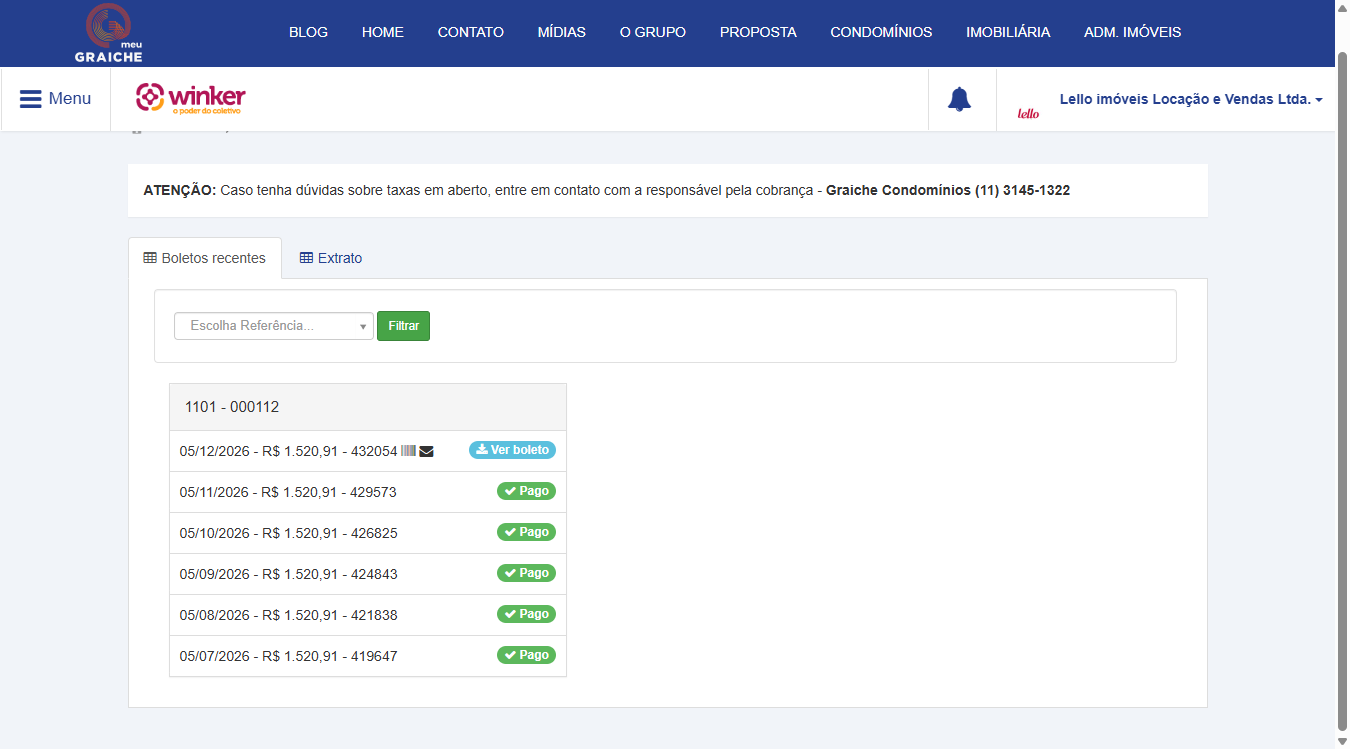 meu
GRAICHE
BLOG HOME CONTATO MÍDIAS O GRUPO PROPOSTA CONDOMÍNIOS IMOBILIÁRIA ADM. IMÓVEIS
Menu
winker
o poder do coletivo
lello
Lello imóveis Locação e Vendas Ltda.
ATENÇÃO: Caso tenha dúvidas sobre taxas em aberto, entre em contato com a responsável pela cobrança - Graiche Condomínios (11) 3145-1322
Boletos recentes Extrato
Escolha Referência... Filtrar
1101 - 000112
05/12/2026 - R$ 1.520,91 - 432054 Ver boleto
05/11/2026 - R$ 1.520,91 - 429573 Pago
05/10/2026 - R$ 1.520,91 - 426825 Pago
05/09/2026 - R$ 1.520,91 - 424843 Pago
05/08/2026 - R$ 1.520,91 - 421838 Pago
05/07/2026 - R$ 1.520,91 - 419647 Pago